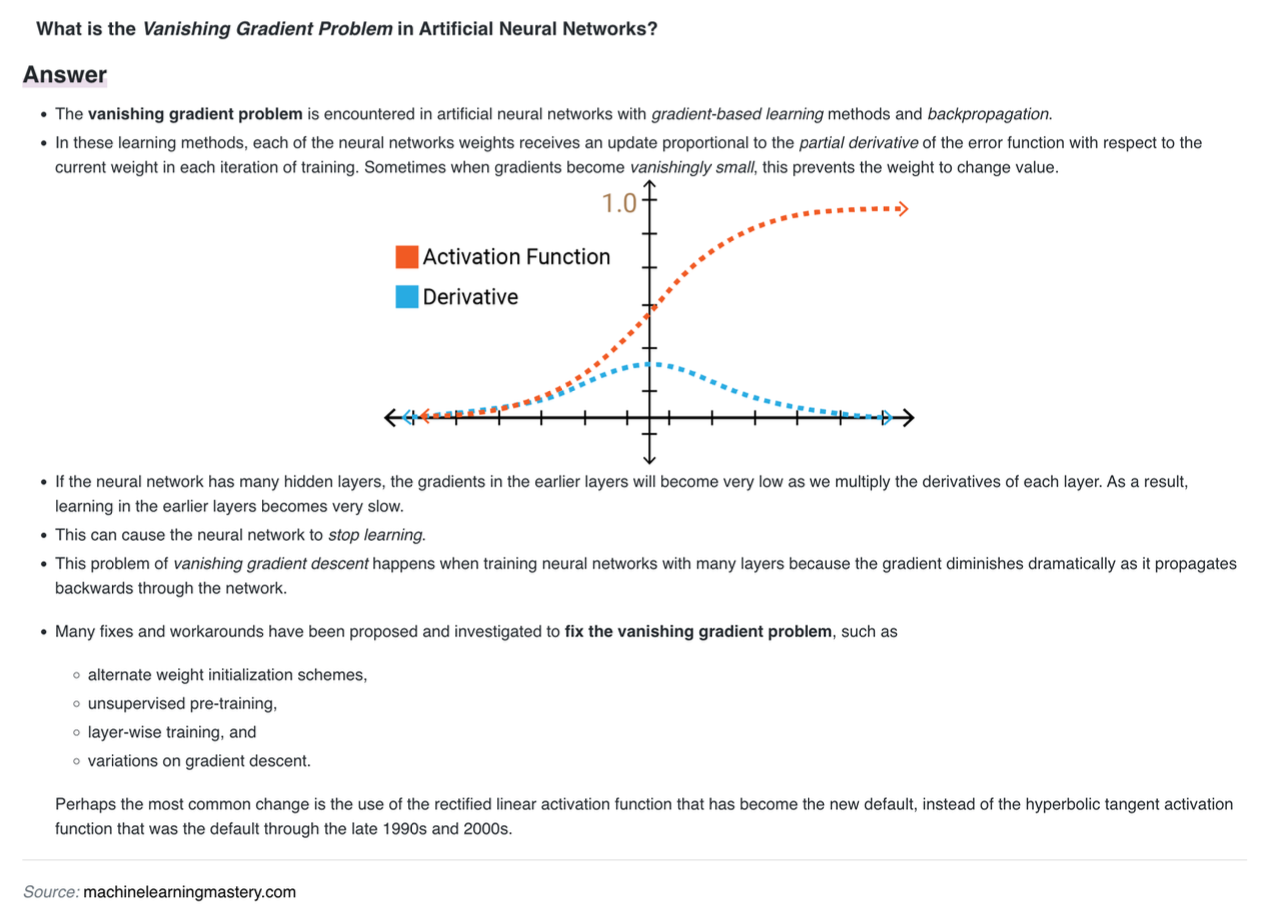 What is the Vanishing Gradient Problem in Artificial Neural Networks?
Answer
The vanishing gradient problem is encountered in artificial neural networks with gradient-based learning methods and backpropagation.
In these learning methods, each of the neural networks weights receives an update proportional to the partial derivative of the error function with respect to the
current weight in each iteration of training. Sometimes when gradients become vanishingly small, this prevents the weight to change value.
1.0
Activation Function
Derivative
If the neural network has many hidden layers, the gradients in the earlier layers will become very low as we multiply the derivatives of each layer. As a result,
learning in the earlier layers becomes very slow.
This can cause the neural network to stop learning.
This problem of vanishing gradient descent happens when training neural networks with many layers because the gradient diminishes dramatically as it propagates
backwards through the network.
Many fixes and workarounds have been proposed and investigated to fix the vanishing gradient problem, such as
alternate weight initialization schemes,
unsupervised pre-training,
layer-wise training, and
variations on gradient descent.
Perhaps the most common change is the use of the rectified linear activation function that has become the new default, instead of the hyperbolic tangent activation
function that was the default through the late 1990s and 2000s.
Source: machinelearningmastery.com